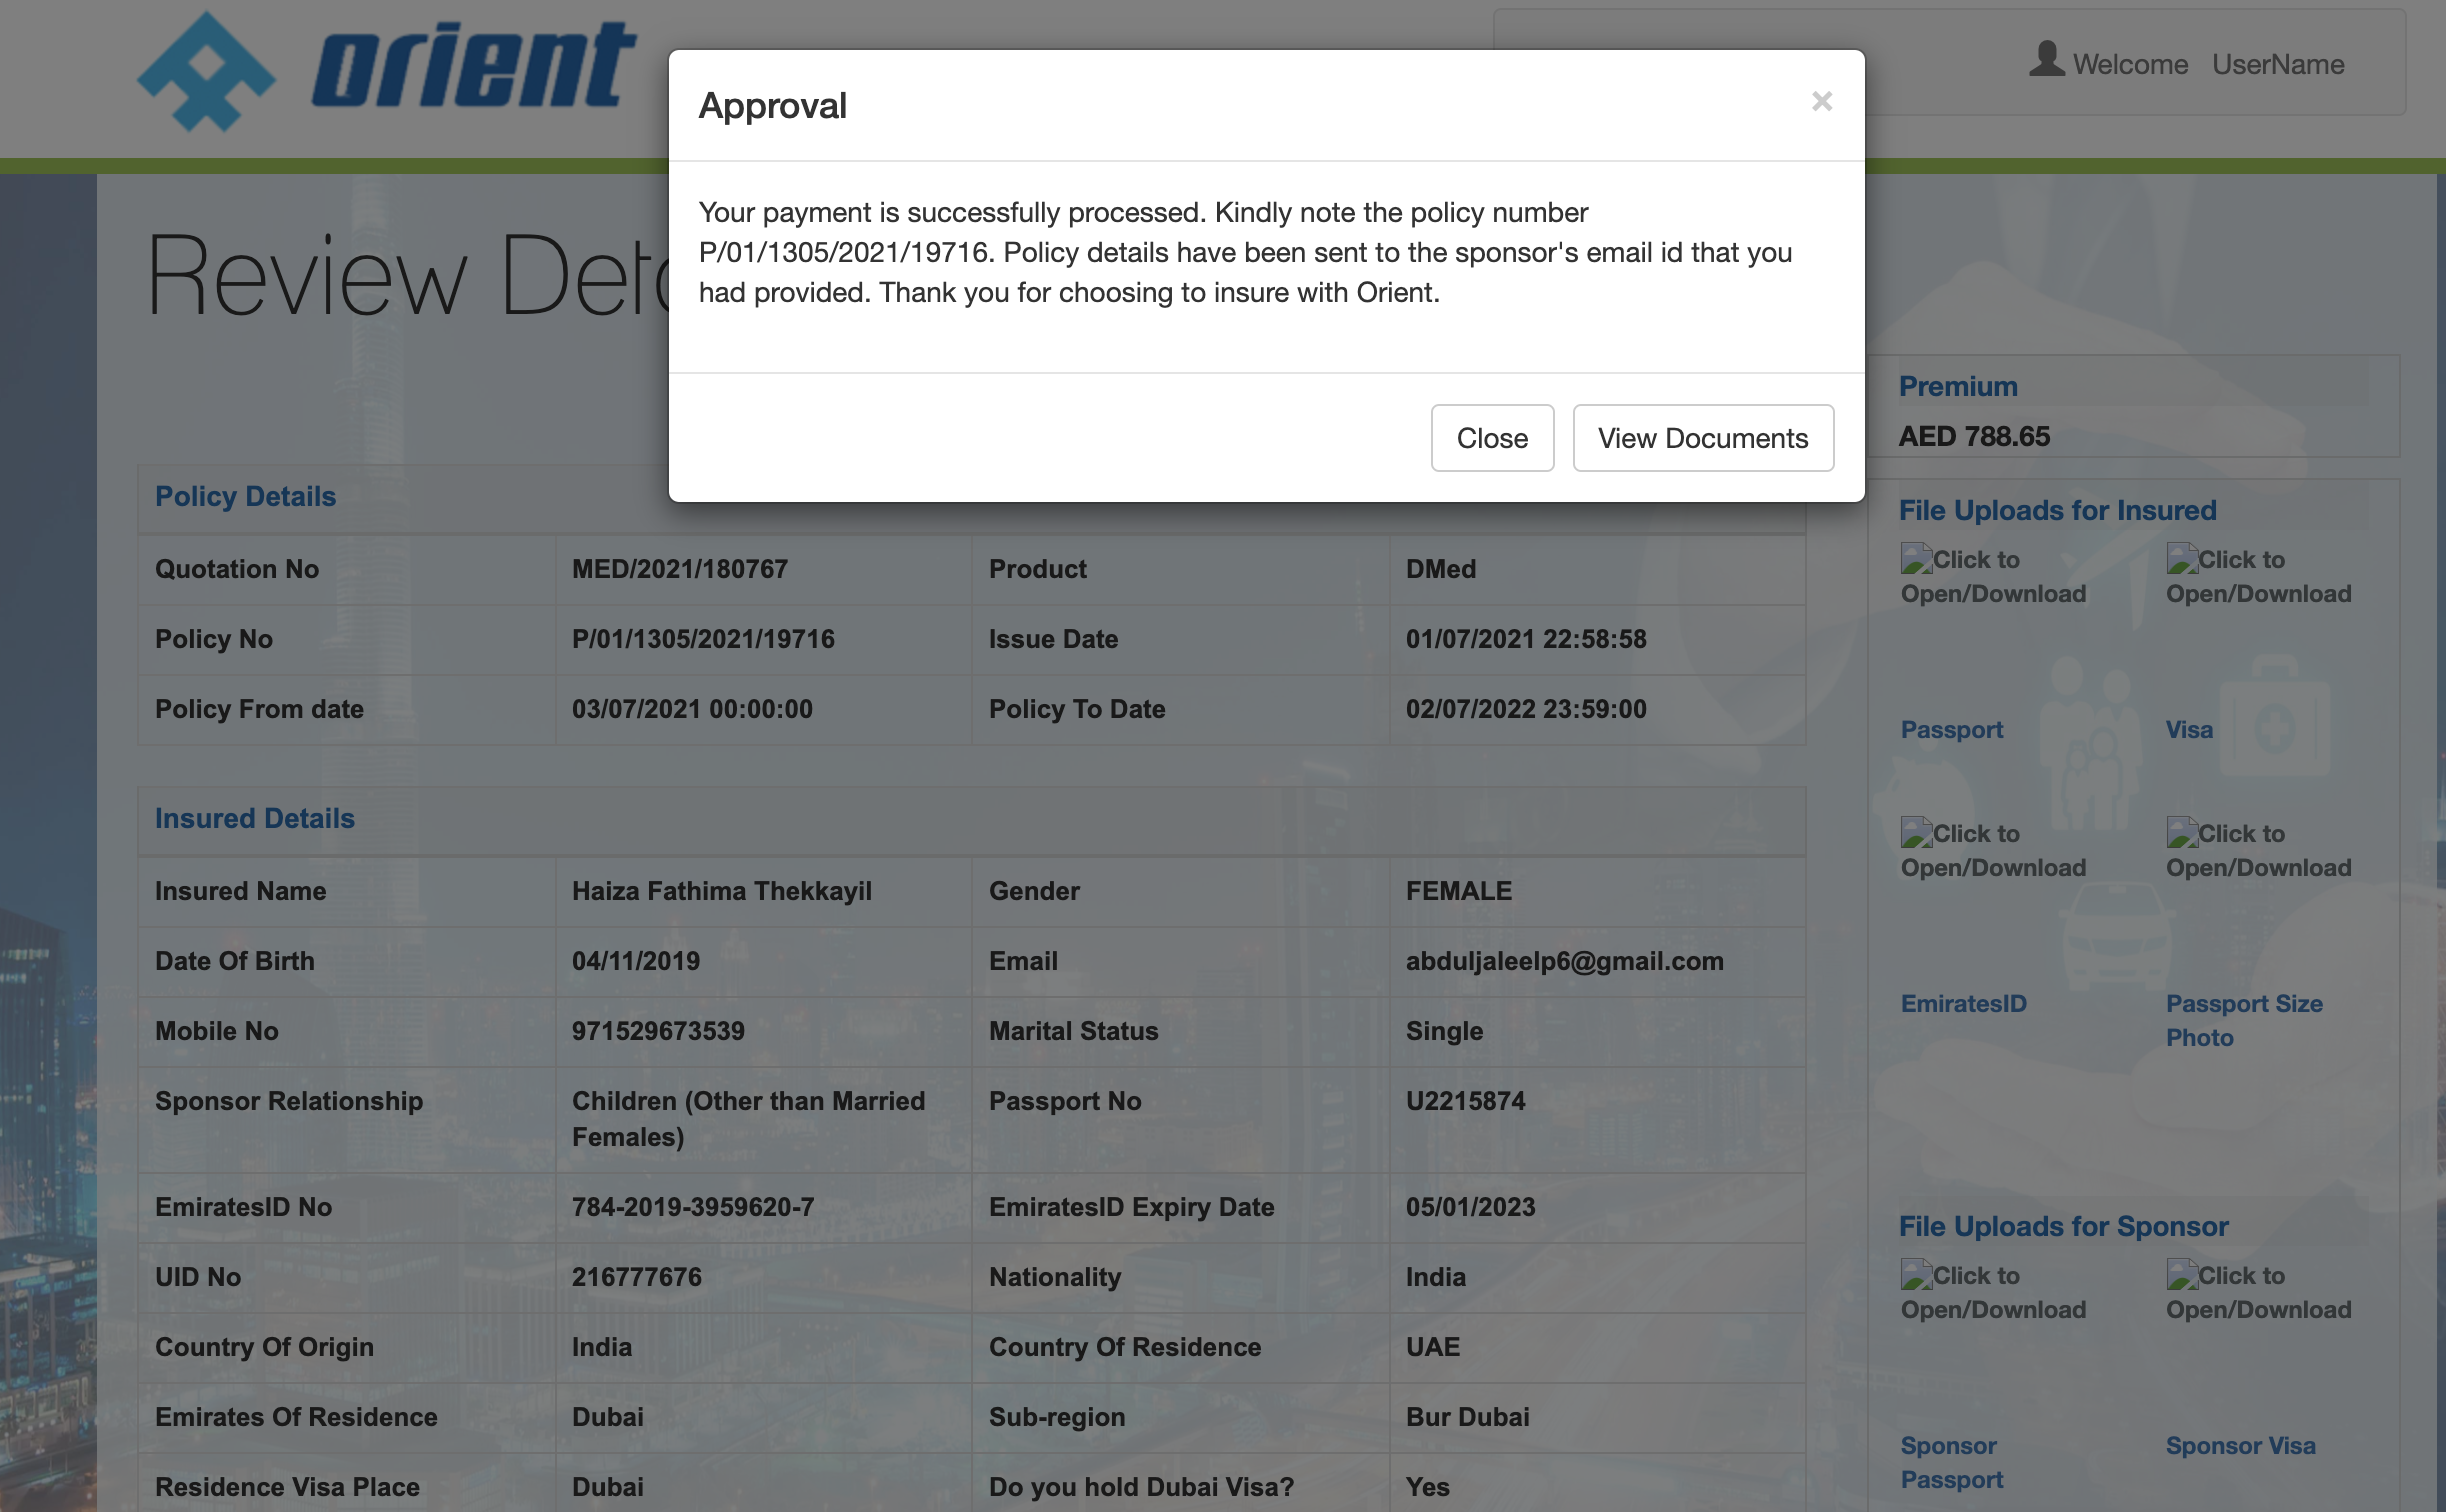 orient
Welcome UserName
Approval
×
Your payment is successfully processed. Kindly note the policy number
P/01/1305/2021/19716. Policy details have been sent to the sponsor's email id that you
had provided. Thank you for choosing to insure with Orient.
Close View Documents
Review
Premium
AED 788.65
Policy Details
Quotation No MED/2021/180767 Product DMed
Policy No P/01/1305/2021/19716 Issue Date 01/07/2021 22:58:58
Policy From date 03/07/2021 00:00:00 Policy To Date 02/07/2022 23:59:00
Insured Details
Insured Name Haiza Fathima Thekkayil Gender FEMALE
Date Of Birth 04/11/2019 Email abduljaleelp6@gmail.com
Mobile No 971529673539 Marital Status Single
Sponsor Relationship Children (Other than Married Passport No U2215874
Females)
EmiratesID No 784-2019-3959620-7 EmiratesID Expiry Date 05/01/2023
UID No 216777676 Nationality India
Country Of Origin India Country Of Residence UAE
Emirates Of Residence Dubai Sub-region Bur Dubai
Residence Visa Place Dubai Do you hold Dubai Visa? Yes
File Uploads for Insured
Click to Click to
Open/Download Open/Download
Passport Visa
Click to Click to
Open/Download Open/Download
EmiratesID Passport Size
Photo
File Uploads for Sponsor
Click to Click to
Open/Download Open/Download
Sponsor Sponsor Visa
Passport